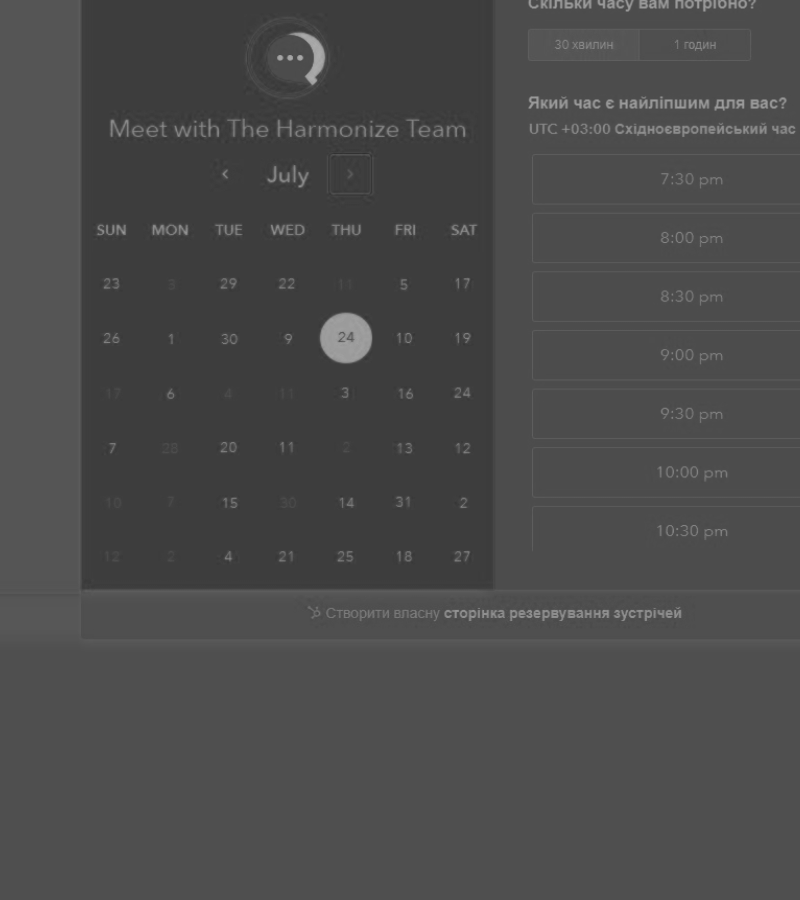 Meet with The Harmonize Team
July
SUN MON TUE WED THU FRI SAT
23 3 29 22 11 5 17
26 1 30 9 24 10 19
17 6 4 11 3 16 24
7 28 20 11 2 13 12
10 7 15 30 14 31 2
12 2 4 21 25 18 27
Скільки часу вам потрібно?
30 хвилин 1 годин
Який час є найліпшим для вас?
UTC +03:00 Східноєвропейський час
7:30 pm
8:00 pm
8:30 pm
9:00 pm
9:30 pm
10:00 pm
10:30 pm
Створити власну сторінка резервування зустрічей